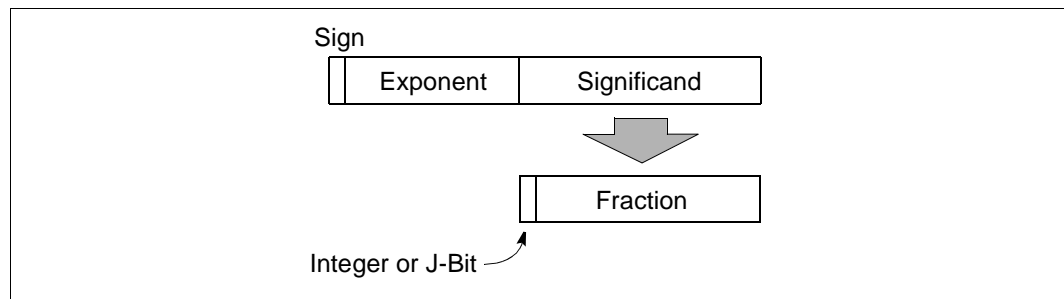 Sign
Exponent Significand
Fraction
Integer or J-Bit